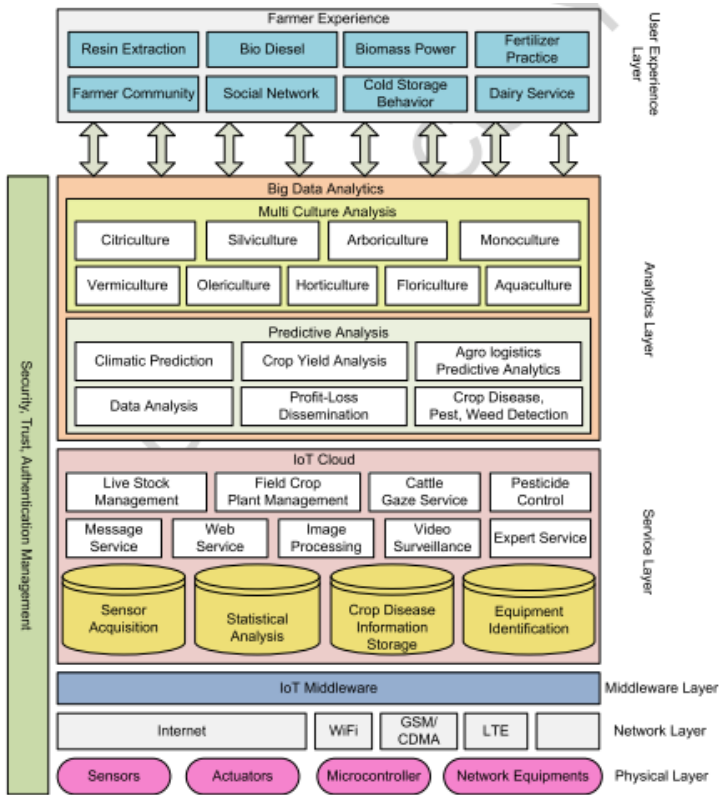 Farmer Experience
Resin Extraction
Bio Diesel
Biomass Power
Fertilizer
Practice
Farmer Community
Social Network
Cold Storage
Behavior
Dairy Service
User Experience
Layer
Big Data Analytics
Multi Culture Analysis
Citriculture
Silviculture
Arboriculture
Monoculture
Vermiculture
Olericulture
Horticulture
Floriculture
Aquaculture
Predictive Analysis
Climatic Prediction
Crop Yield Analysis
Agro logistics
Predictive Analytics
Data Analysis
Profit-Loss
Dissemination
Crop Disease,
Pest, Weed Detection
Analytics Layer
Security, Trust, Authentication Management
IoT Cloud
Live Stock
Management
Field Crop
Plant Management
Cattle
Gaze Service
Pesticide
Control
Message
Service
Web
Service
Image
Processing
Video
Surveillance
Expert Service
Sensor
Acquisition
Statistical
Analysis
Crop Disease
Information
Storage
Equipment
Identification
Service Layer
IoT Middleware
Middleware Layer
Internet
WiFi
GSM/
CDMA
LTE
Network Layer
Sensors
Actuators
Microcontroller
Network Equipments
Physical Layer